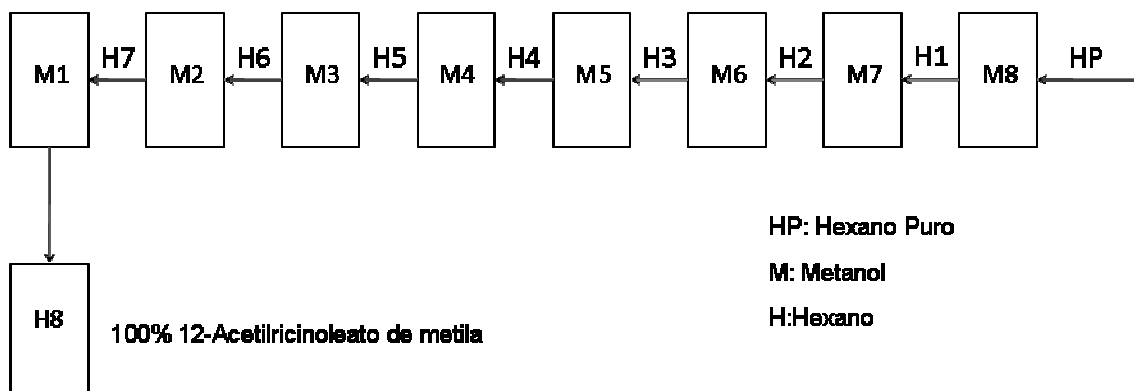 M1 H7 M2 H6 M3 H5 M4 H4 M5 H3 M6 H2 M7 H1 M8 HP
HP: Hexano Puro
M: Metanol
H:Hexano
H8
100% 12-Acetilricinoleato de metila